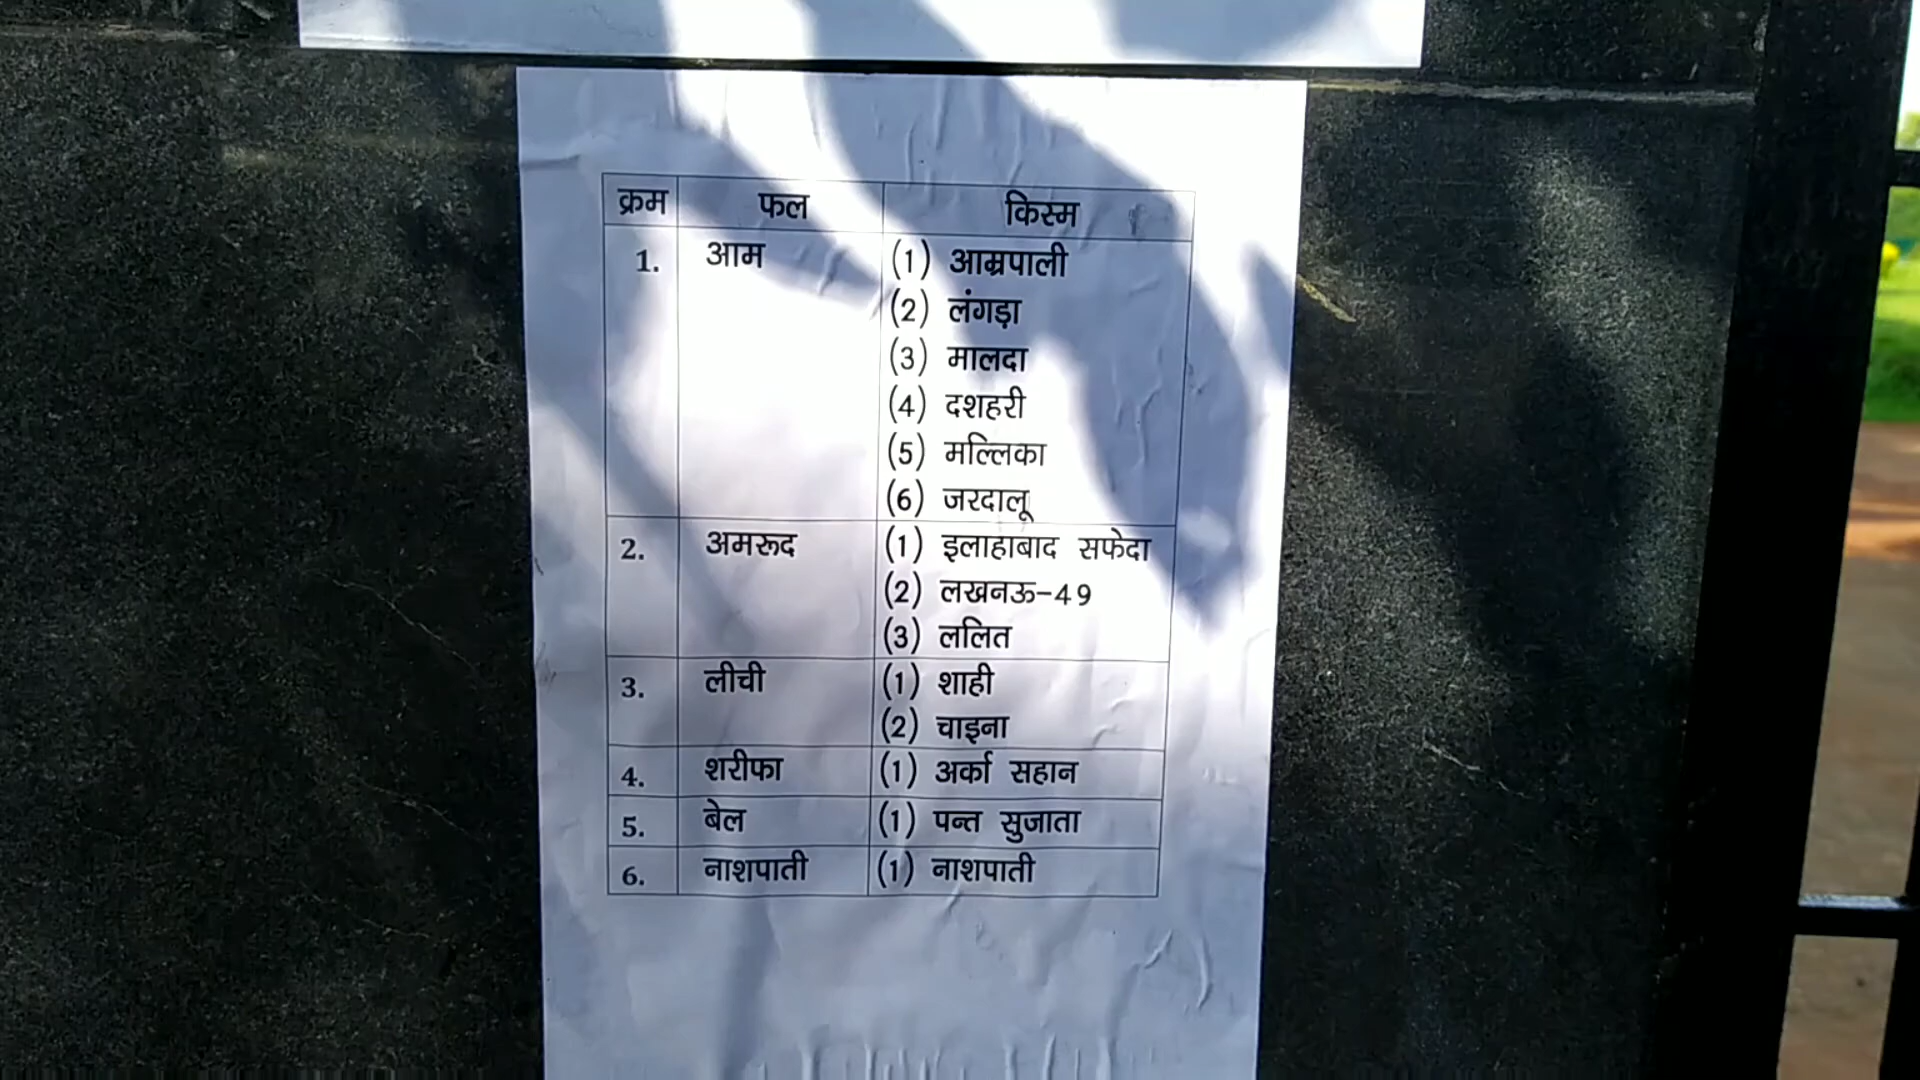 क्रम फल किस्म
1. आम (1) आम्रपाली
(2) लंगड़ा
(3) मालदा
(4) दशहरी
(5) मल्लिका
(6) जरदालू
2. अमरूद (1) इलाहाबाद सफेदा
(2) लखनऊ-49
(3) ललित
3. लीची (1) शाही
(2) चाइना
4. शरीफा (1) अर्का सहान
5. बेल (1) पन्त सुजाता
6. नाशपाती (1) नाशपाती